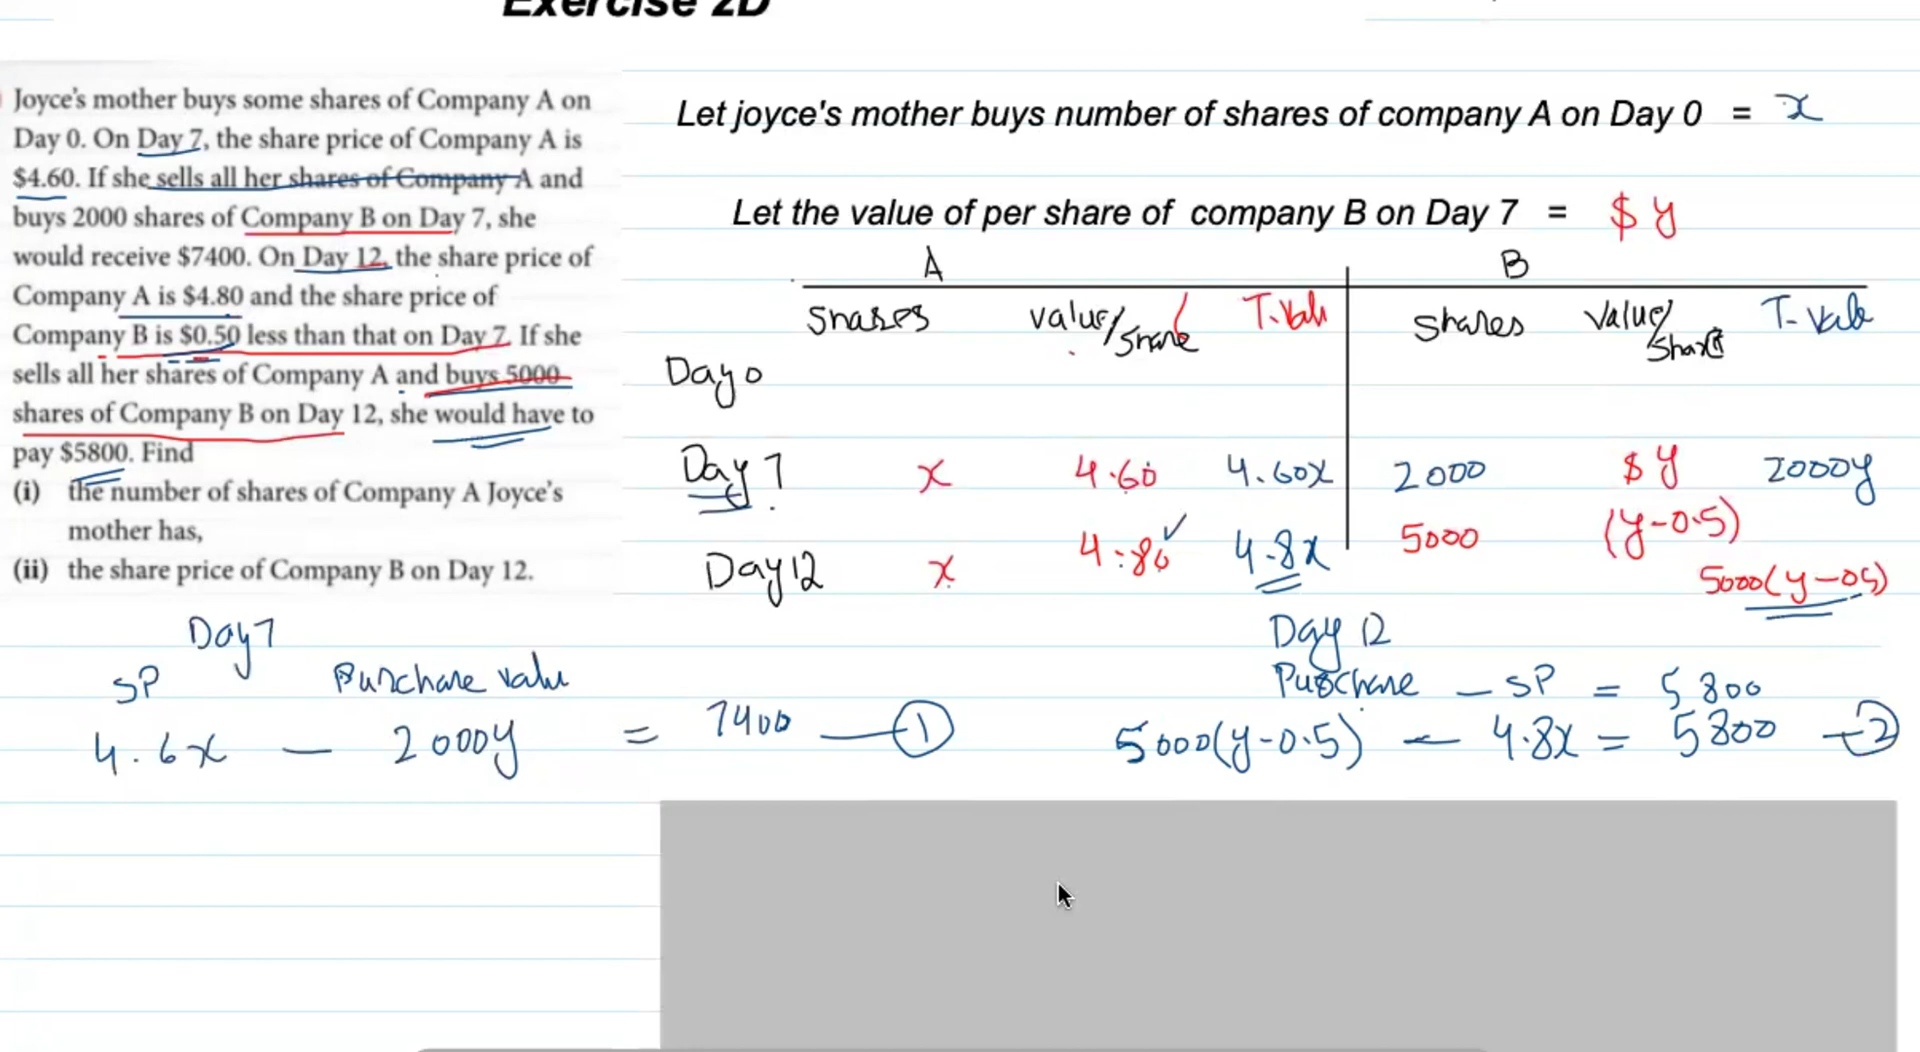 Exercise 2D
Joyce's mother buys some shares of Company A on
Day 0. On Day 7, the share price of Company A is
$4.60. If she sells all her shares of Company A and
buys 2000 shares of Company B on Day 7, she
would receive $7400. On Day 12, the share price of
Company A is $4.80 and the share price of
Company B is $0.50 less than that on Day 7. If she
sells all her shares of Company A and buys 5000
shares of Company B on Day 12, she would have to
pay $5800. Find
(i) the number of shares of Company A Joyce's
mother has,
(ii) the share price of Company B on Day 12.
Let joyce's mother buys number of shares of company A on Day 0 = x
Let the value of per share of company B on Day 7 = $ y
A B
shares value/share T.Vale shares Value/share T-Vale
Day 0
Day 7 x 4.60 4.60x 2000 $ y 2000y
Day 12 x 4.80 4.8x 5000 (y-0.5) 5000(y-05)
Day 7
SP Purchase value
4.6x - 2000y = 7400 — 1
Day 12
Purchase - SP = 5800
5000(y-0.5) - 4.8x = 5800 - 2